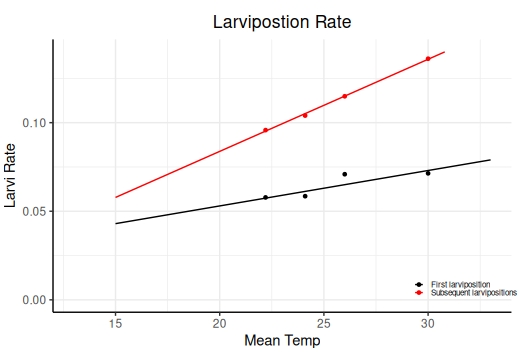 Larvipostion Rate
Larvi Rate
0.10
0.05
0.00
15 20 25 30
Mean Temp
First larviposition
Subsequent larvipositions